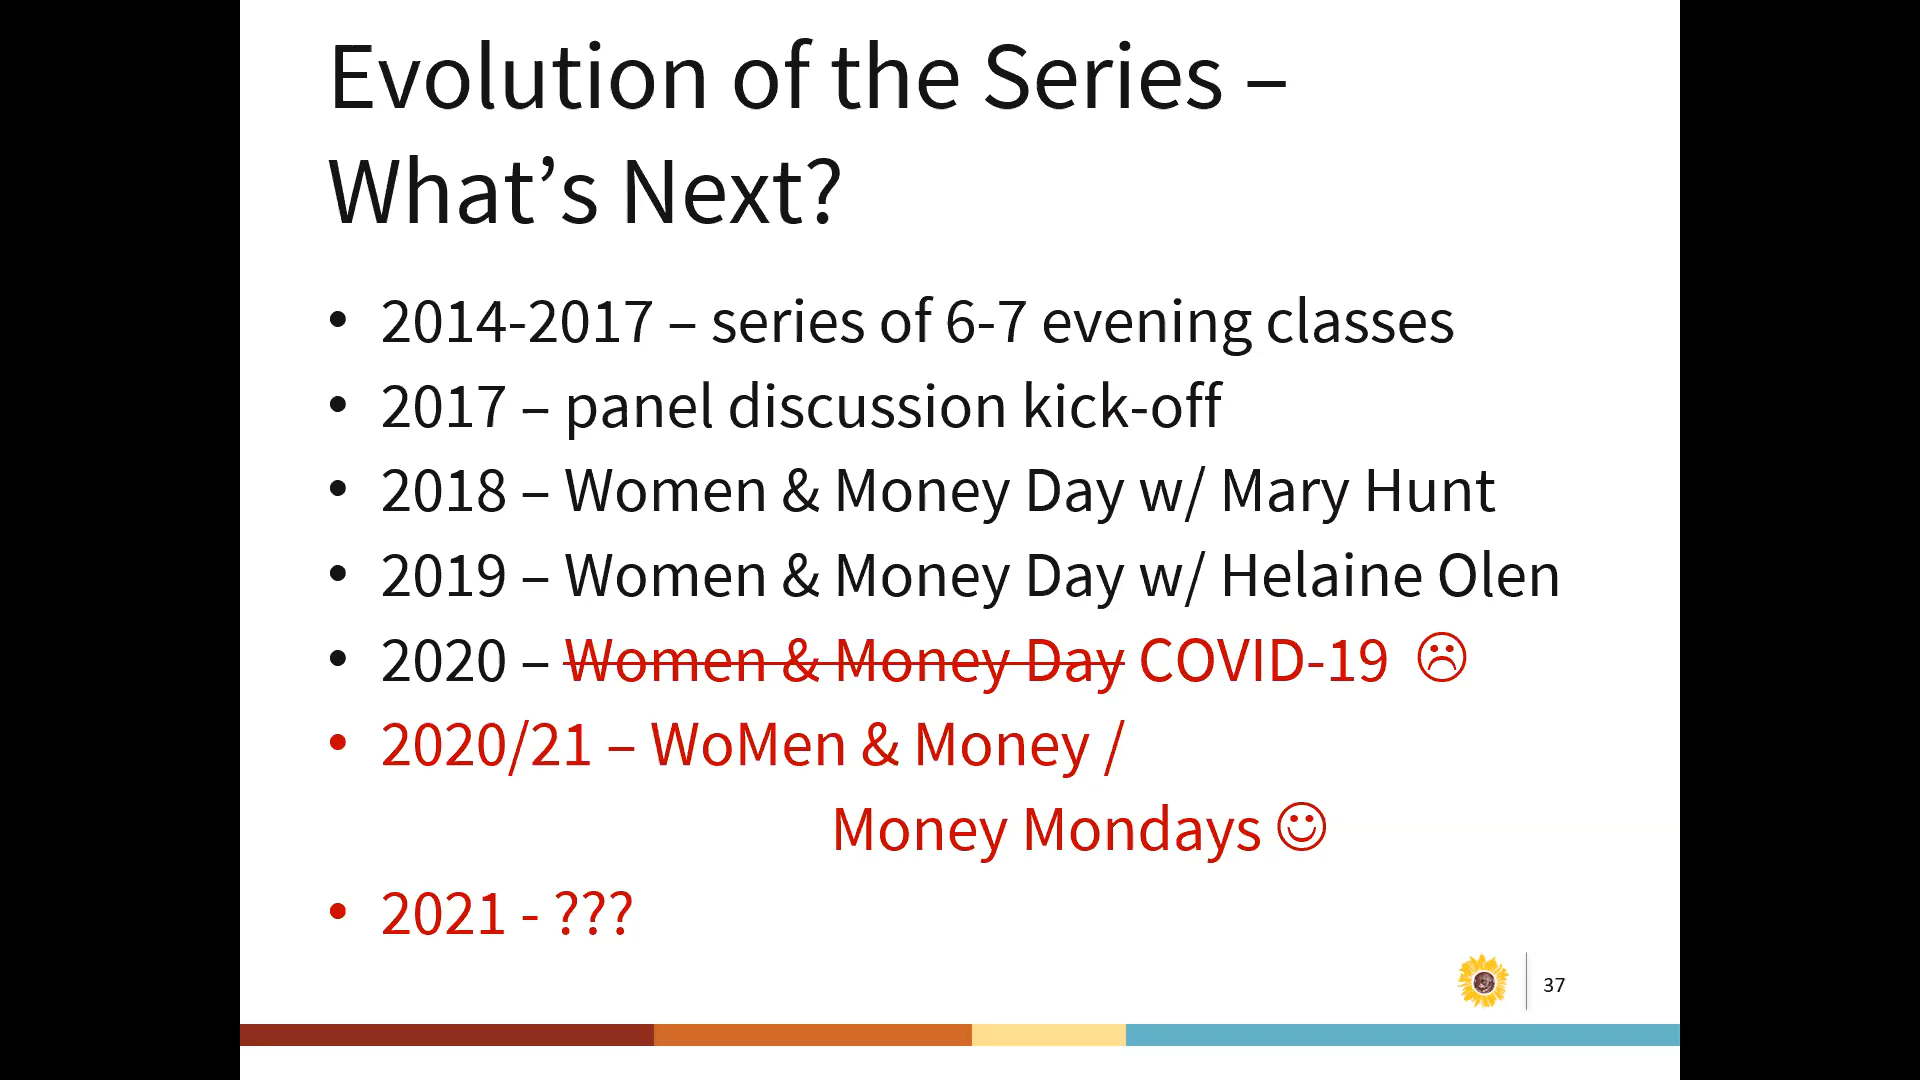 Evolution of the Series –
What’s Next?
• 2014-2017 – series of 6-7 evening classes
• 2017 – panel discussion kick-off
• 2018 – Women & Money Day w/ Mary Hunt
• 2019 – Women & Money Day w/ Helaine Olen
• 2020 – Women & Money Day COVID-19 ☹
• 2020/21 – WoMen & Money /
Money Mondays ☺
• 2021 - ???
37